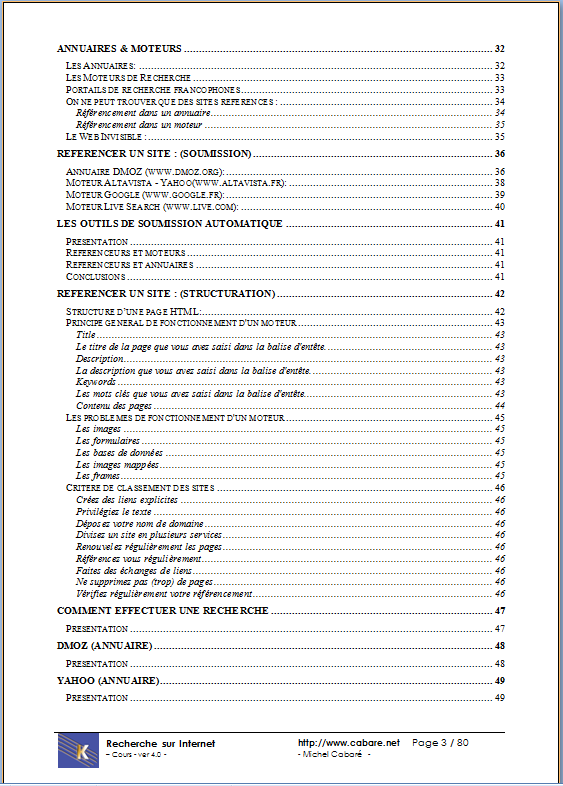 ANNUAIRES & MOTEURS 32
LES ANNUAIRES: 32
LES MOTEURS DE RECHERCHE 33
PORTAILS DE RECHERCHE FRANCOPHONES 33
ON NE PEUT TROUVER QUE DES SITES REFERENCES : 34
Référencement dans un annuaire 34
Référencement dans un moteur 35
LE WEB INVISIBLE : 35
REFERENCER UN SITE : (SOUMISSION) 36
ANNUAIRE DMOZ (WWW.DMOZ.ORG): 36
MOTEUR ALTAVISTA - YAHOO(WWW.ALTAVISTA.FR): 38
MOTEUR GOOGLE (WWW.GOOGLE.FR): 39
MOTEUR LIVE SEARCH (WWW.LIVE.COM): 40
LES OUTILS DE SOUMISSION AUTOMATIQUE 41
PRESENTATION 41
REFERENCEURS ET MOTEURS 41
REFERENCEURS ET ANNUAIRES 41
CONCLUSIONS 41
REFERENCER UN SITE : (STRUCTURATION) 42
STRUCTURE D'UNE PAGE HTML: 42
PRINCIPE GENERAL DE FONCTIONNEMENT D'UN MOTEUR 43
Title 43
Le titre de la page que vous avez saisi dans la balise d'entête. 43
Description 43
La description que vous avez saisi dans la balise d'entête. 43
Keywords 43
Les mots clés que vous avez saisi dans la balise d'entête. 43
Contenu des pages 44
LES PROBLEMES DE FONCTIONNEMENT D'UN MOTEUR 45
Les images 45
Les formulaires 45
Les bases de données 45
Les images mappées 45
Les frames 45
CRITERE DE CLASSEMENT DES SITES 46
Créez des liens explicites 46
Privilégiez le texte 46
Déposez votre nom de domaine 46
Divisez un site en plusieurs services 46
Renouvelez régulièrement les pages 46
Références vous régulièrement 46
Faites des échanges de liens 46
Ne supprimez pas (trop) de pages 46
Vérifiez régulièrement votre référencement 46
COMMENT EFFECTUER UNE RECHERCHE 47
PRESENTATION 47
DMOZ (ANNUAIRE) 48
PRESENTATION 48
YAHOO (ANNUAIRE) 49
PRESENTATION 49
K
Recherche sur Internet http://www.cabare.net Page 3 / 80
– Cours - ver 4.0 - - Michel Cabaré -